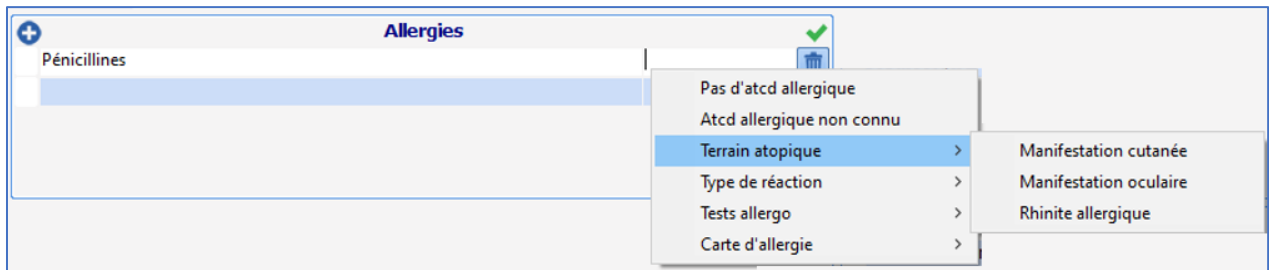 Allergies
Pénicillines
Pas d'atcd allergique
Atcd allergique non connu
Terrain atopique
Type de réaction
Tests allergo
Carte d'allergie
Manifestation cutanée
Manifestation oculaire
Rhinite allergique